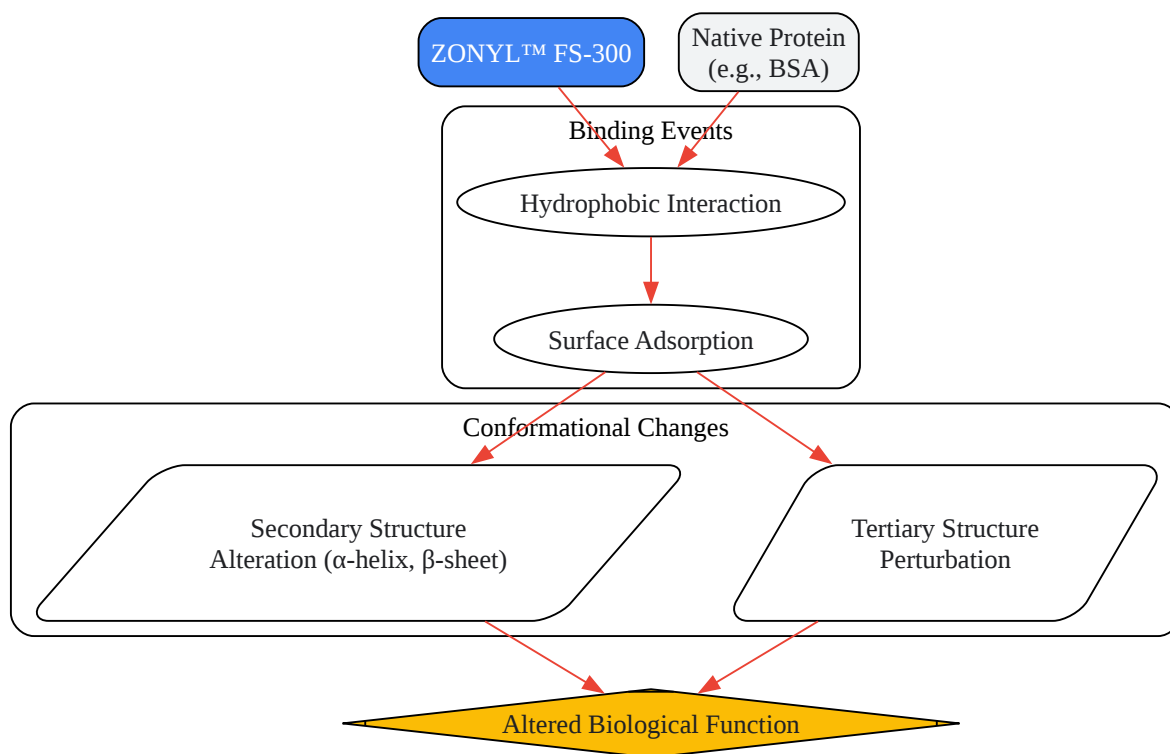 ZONYL™ FS-300
Native Protein
(e.g., BSA)
Binding Events
Hydrophobic Interaction
Surface Adsorption
Conformational Changes
Secondary Structure
Alteration (α-helix, β-sheet)
Tertiary Structure
Perturbation
Altered Biological Function